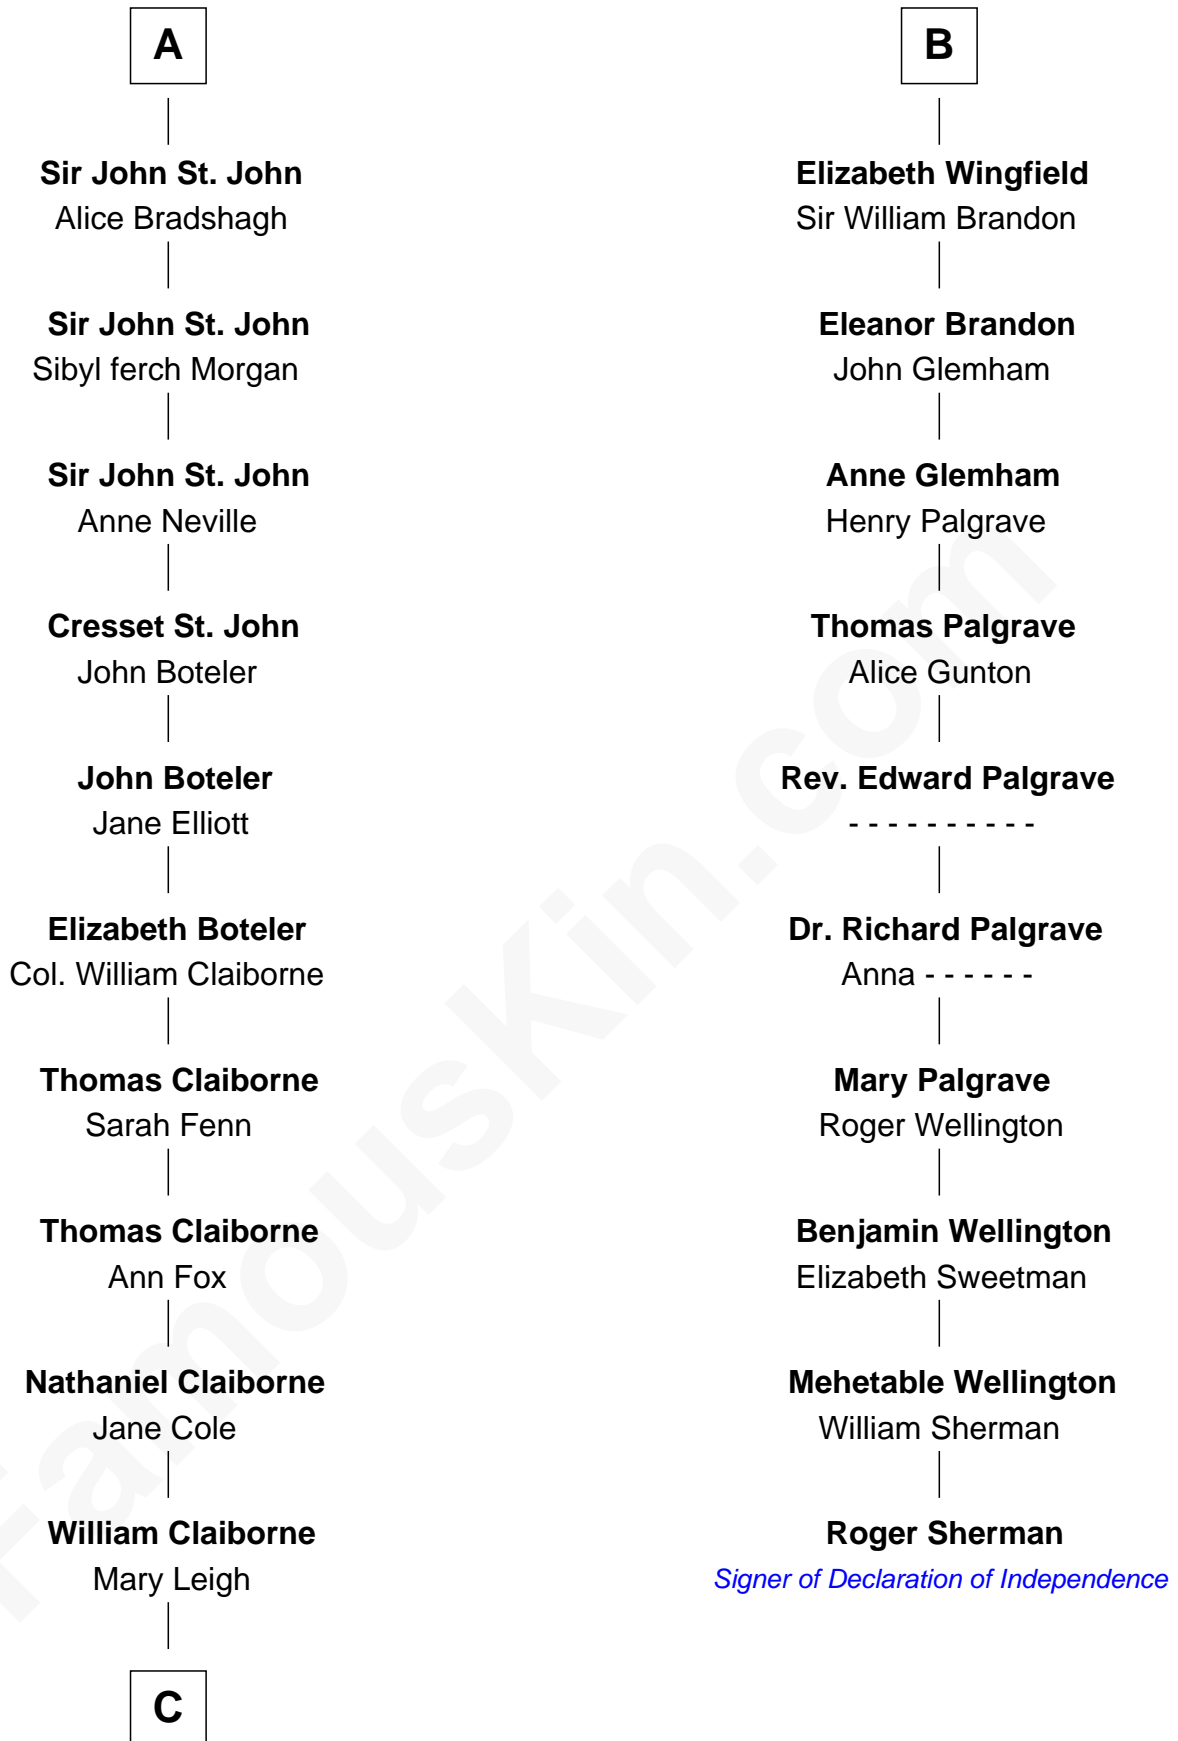 A
Sir John St. John
Alice Bradshagh
Sir John St. John
Sibyl ferch Morgan
Sir John St. John
Anne Neville
Cresset St. John
John Boteler
John Boteler
Jane Elliott
Elizabeth Boteler
Col. William Claiborne
Thomas Claiborne
Sarah Fenn
Thomas Claiborne
Ann Fox
Nathaniel Claiborne
Jane Cole
William Claiborne
Mary Leigh
C
B
Elizabeth Wingfield
Sir William Brandon
Eleanor Brandon
John Glemham
Anne Glemham
Henry Palgrave
Thomas Palgrave
Alice Gunton
Rev. Edward Palgrave
- - - - - - - - - -
Dr. Richard Palgrave
Anna - - - - - -
Mary Palgrave
Roger Wellington
Benjamin Wellington
Elizabeth Sweetman
Mehetable Wellington
William Sherman
Roger Sherman
Signer of Declaration of Independence
FamousKin.com